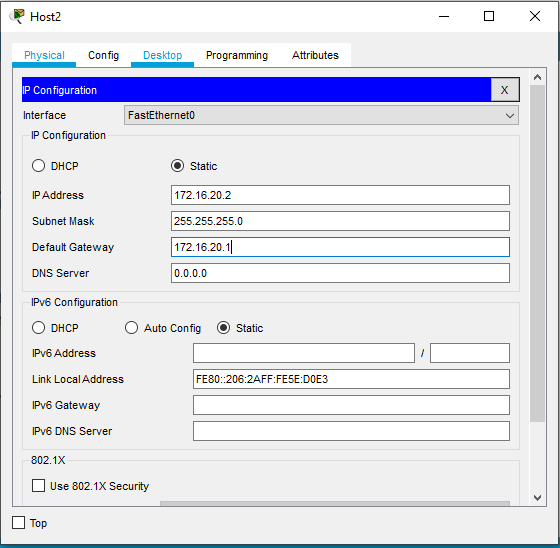 Host2
Physical Config Desktop Programming Attributes
IP Configuration X
Interface FastEthernet0
IP Configuration
DHCP Static
IP Address 172.16.20.2
Subnet Mask 255.255.255.0
Default Gateway 172.16.20.1
DNS Server 0.0.0.0
IPv6 Configuration
DHCP Auto Config Static
IPv6 Address /
Link Local Address FE80::206:2AFF:FE5E:D0E3
IPv6 Gateway
IPv6 DNS Server
802.1X
Use 802.1X Security
Top